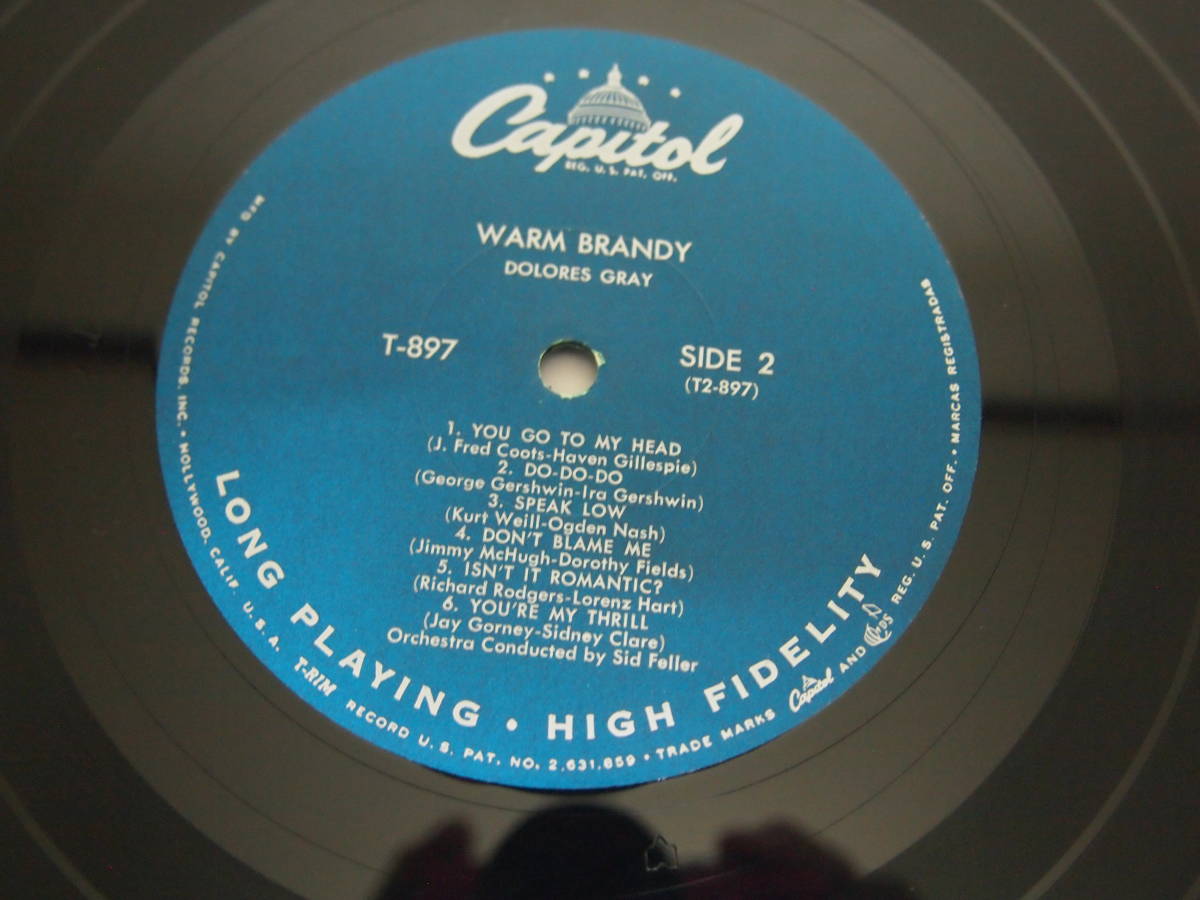 Capitol
REG. U. S. PAT. OFF.
WARM BRANDY
DOLORES GRAY
T-897
SIDE 2
(T2-897)
1. YOU GO TO MY HEAD
(J. Fred Coots-Haven Gillespie)
2. DO-DO-DO
(George Gershwin-Ira Gershwin)
3. SPEAK LOW
(Kurt Weill-Ogden Nash)
4. DON'T BLAME ME
(Jimmy McHugh-Dorothy Fields)
5. ISN'T IT ROMANTIC?
(Richard Rodgers-Lorenz Hart)
6. YOU'RE MY THRILL
(Jay Gorney-Sidney Clare)
Orchestra Conducted by Sid Feller
LONG PLAYING • HIGH FIDELITY
MFG BY CAPITOL RECORDS, INC. • HOLLYWOOD, CALIF. U.S.A. T-RIM RECORD U.S. PAT. NO. 2,631,859 • TRADE MARKS Capitol AND REG. U.S. PAT. OFF. • MARCAS REGISTRADAS